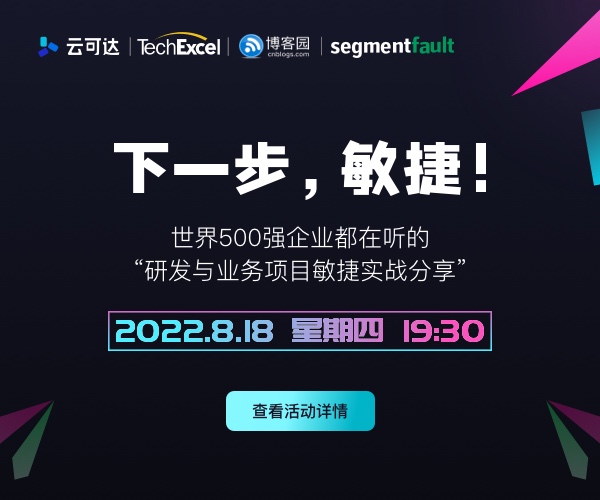 云可达 | TechExcel | 博客园 cnblogs.com | segmentfault
下一步，敏捷！
世界500强企业都在听的
“研发与业务项目敏捷实战分享”
2022.8.18 星期四 19:30
查看活动详情